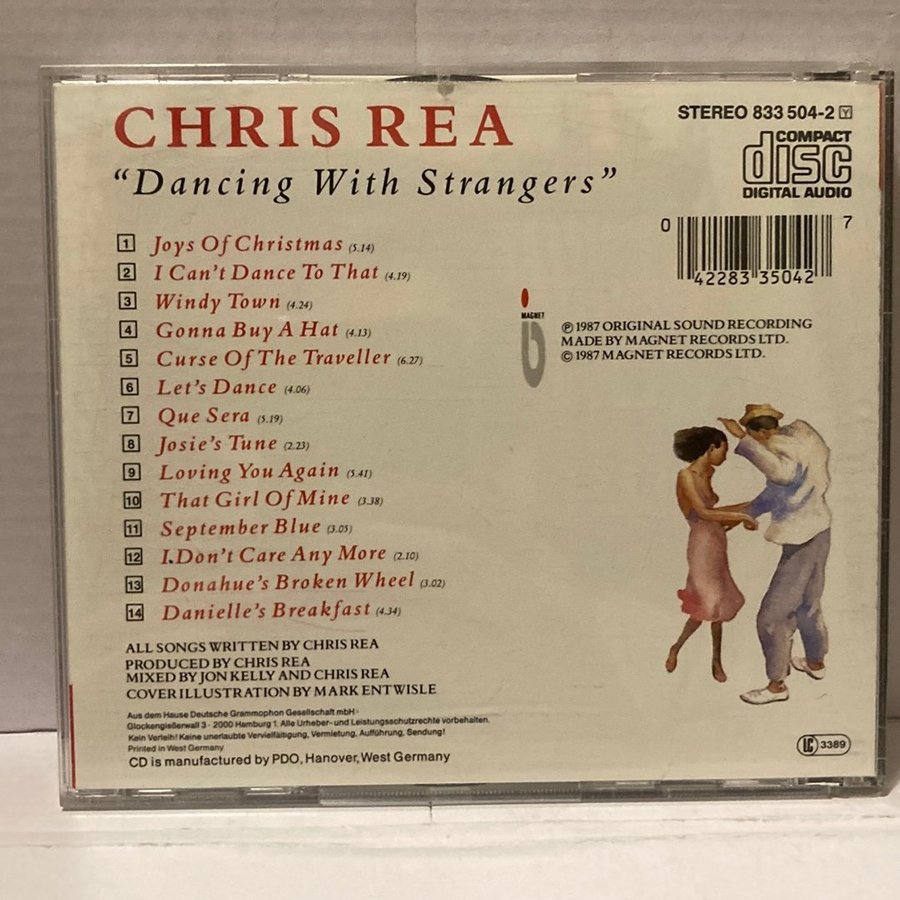 CHRIS REA
"Dancing With Strangers"
STEREO 833 504-2 Y
COMPACT
disc
DIGITAL AUDIO
0 42283 35042 7
1 Joys Of Christmas (5.14)
2 I Can't Dance To That (4.19)
3 Windy Town (4.24)
4 Gonna Buy A Hat (4.13)
5 Curse Of The Traveller (6.27)
6 Let's Dance (4.06)
7 Que Sera (5.19)
8 Josie's Tune (2.23)
9 Loving You Again (5.41)
10 That Girl Of Mine (3.38)
11 September Blue (3.05)
12 I Don't Care Any More (2.10)
13 Donahue's Broken Wheel (3.02)
14 Danielle's Breakfast (4.34)
MAGNET
℗ 1987 ORIGINAL SOUND RECORDING
MADE BY MAGNET RECORDS LTD.
© 1987 MAGNET RECORDS LTD.
ALL SONGS WRITTEN BY CHRIS REA
PRODUCED BY CHRIS REA
MIXED BY JON KELLY AND CHRIS REA
COVER ILLUSTRATION BY MARK ENTWISLE
Aus dem Hause Deutsche Grammophon Gesellschaft mbH ·
Glockengießerwall 3 · 2000 Hamburg 1. Alle Urheber- und Leistungsschutzrechte vorbehalten.
Kein Verleih! Keine unerlaubte Vervielfältigung, Vermietung, Aufführung, Sendung!
Printed in West Germany
CD is manufactured by PDO, Hanover, West Germany
LC 3389